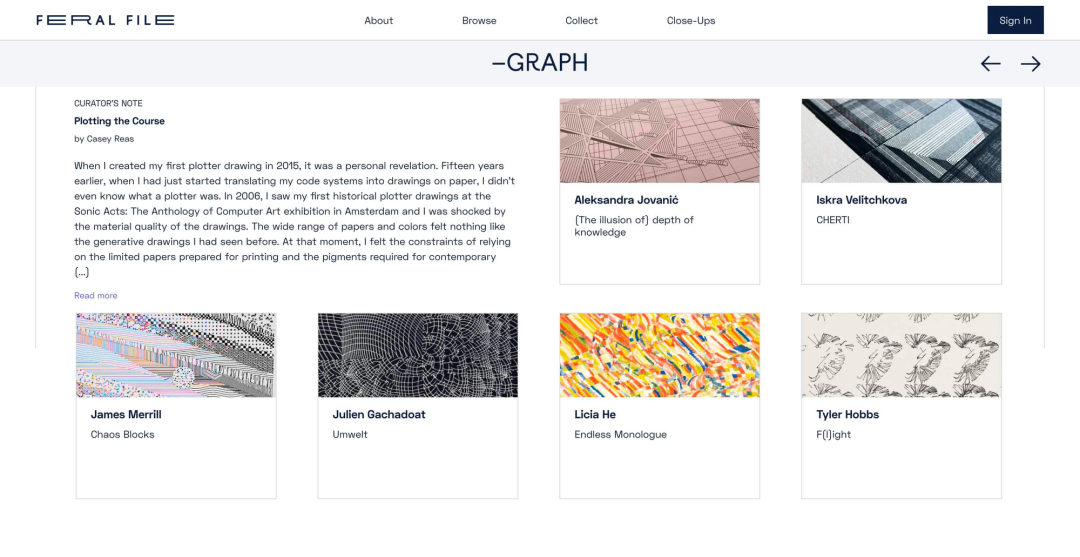 FERAL FILE
About
Browse
Collect
Close-Ups
Sign In
–GRAPH
CURATOR'S NOTE
Plotting the Course
by Casey Reas
When I created my first plotter drawing in 2015, it was a personal revelation. Fifteen years
earlier, when I had just started translating my code systems into drawings on paper, I didn't
even know what a plotter was. In 2006, I saw my first historical plotter drawings at the
Sonic Acts: The Anthology of Computer Art exhibition in Amsterdam and I was shocked by
the material quality of the drawings. The wide range of papers and colors felt nothing like
the generative drawings I had seen before. At that moment, I felt the constraints of relying
on the limited papers prepared for printing and the pigments required for contemporary
(...)
Read more
Aleksandra Jovanić
(The illusion of) depth of
knowledge
Iskra Velitchkova
CHERTI
James Merrill
Chaos Blocks
Julien Gachadoat
Umwelt
Licia He
Endless Monologue
Tyler Hobbs
F(l)ight